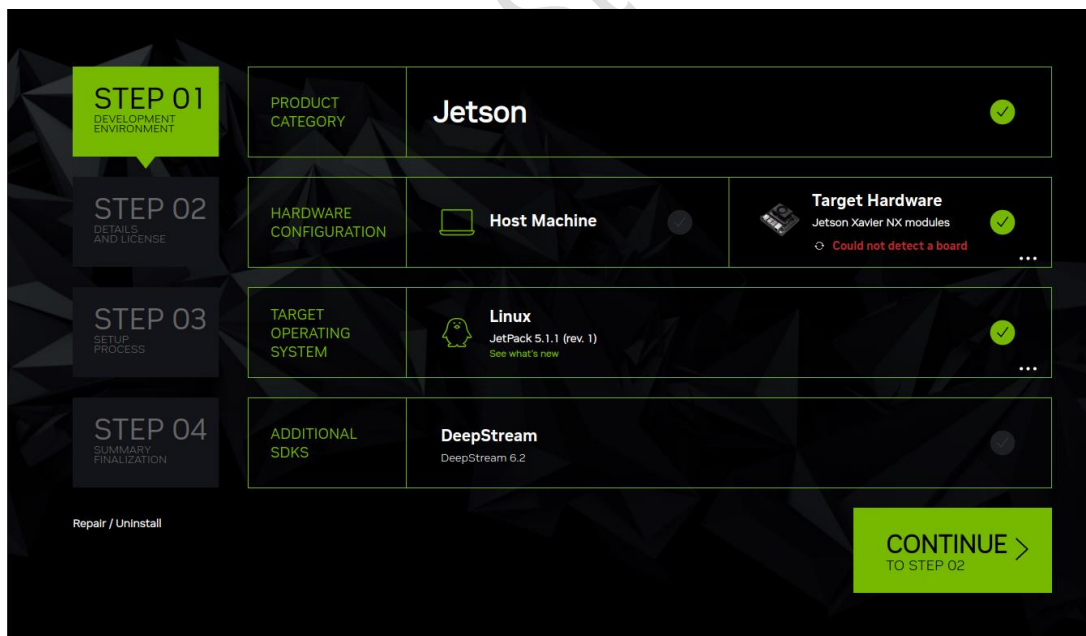 STEP 01
DEVELOPMENT
ENVIRONMENT
PRODUCT
CATEGORY
Jetson
STEP 02
DETAILS
AND LICENSE
HARDWARE
CONFIGURATION
Host Machine
Target Hardware
Jetson Xavier NX modules
Could not detect a board
...
STEP 03
SETUP
PROCESS
TARGET
OPERATING
SYSTEM
Linux
JetPack 5.1.1 (rev. 1)
See what's new
...
STEP 04
SUMMARY
FINALIZATION
ADDITIONAL
SDKS
DeepStream
DeepStream 6.2
Repair / Uninstall
CONTINUE >
TO STEP 02